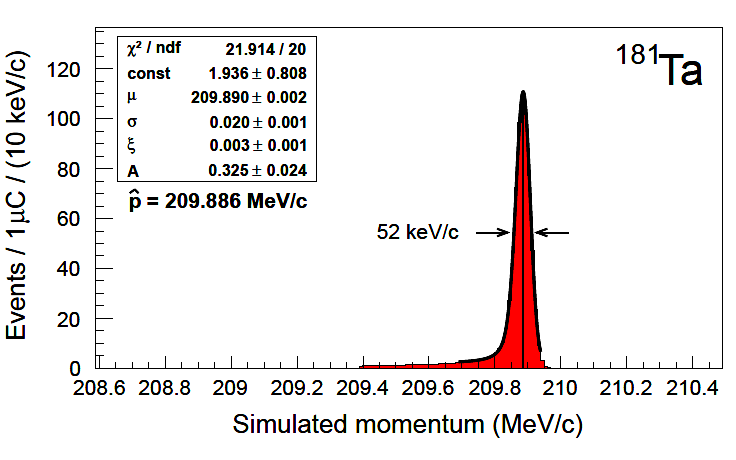 χ² / ndf 21.914 / 20
const 1.936 ± 0.808
μ 209.890 ± 0.002
σ 0.020 ± 0.001
ξ 0.003 ± 0.001
A 0.325 ± 0.024
p̂ = 209.886 MeV/c
¹⁸¹Ta
52 keV/c
Events / 1μC / (10 keV/c)
120
100
80
60
40
20
0
208.6 208.8 209 209.2 209.4 209.6 209.8 210 210.2 210.4
Simulated momentum (MeV/c)